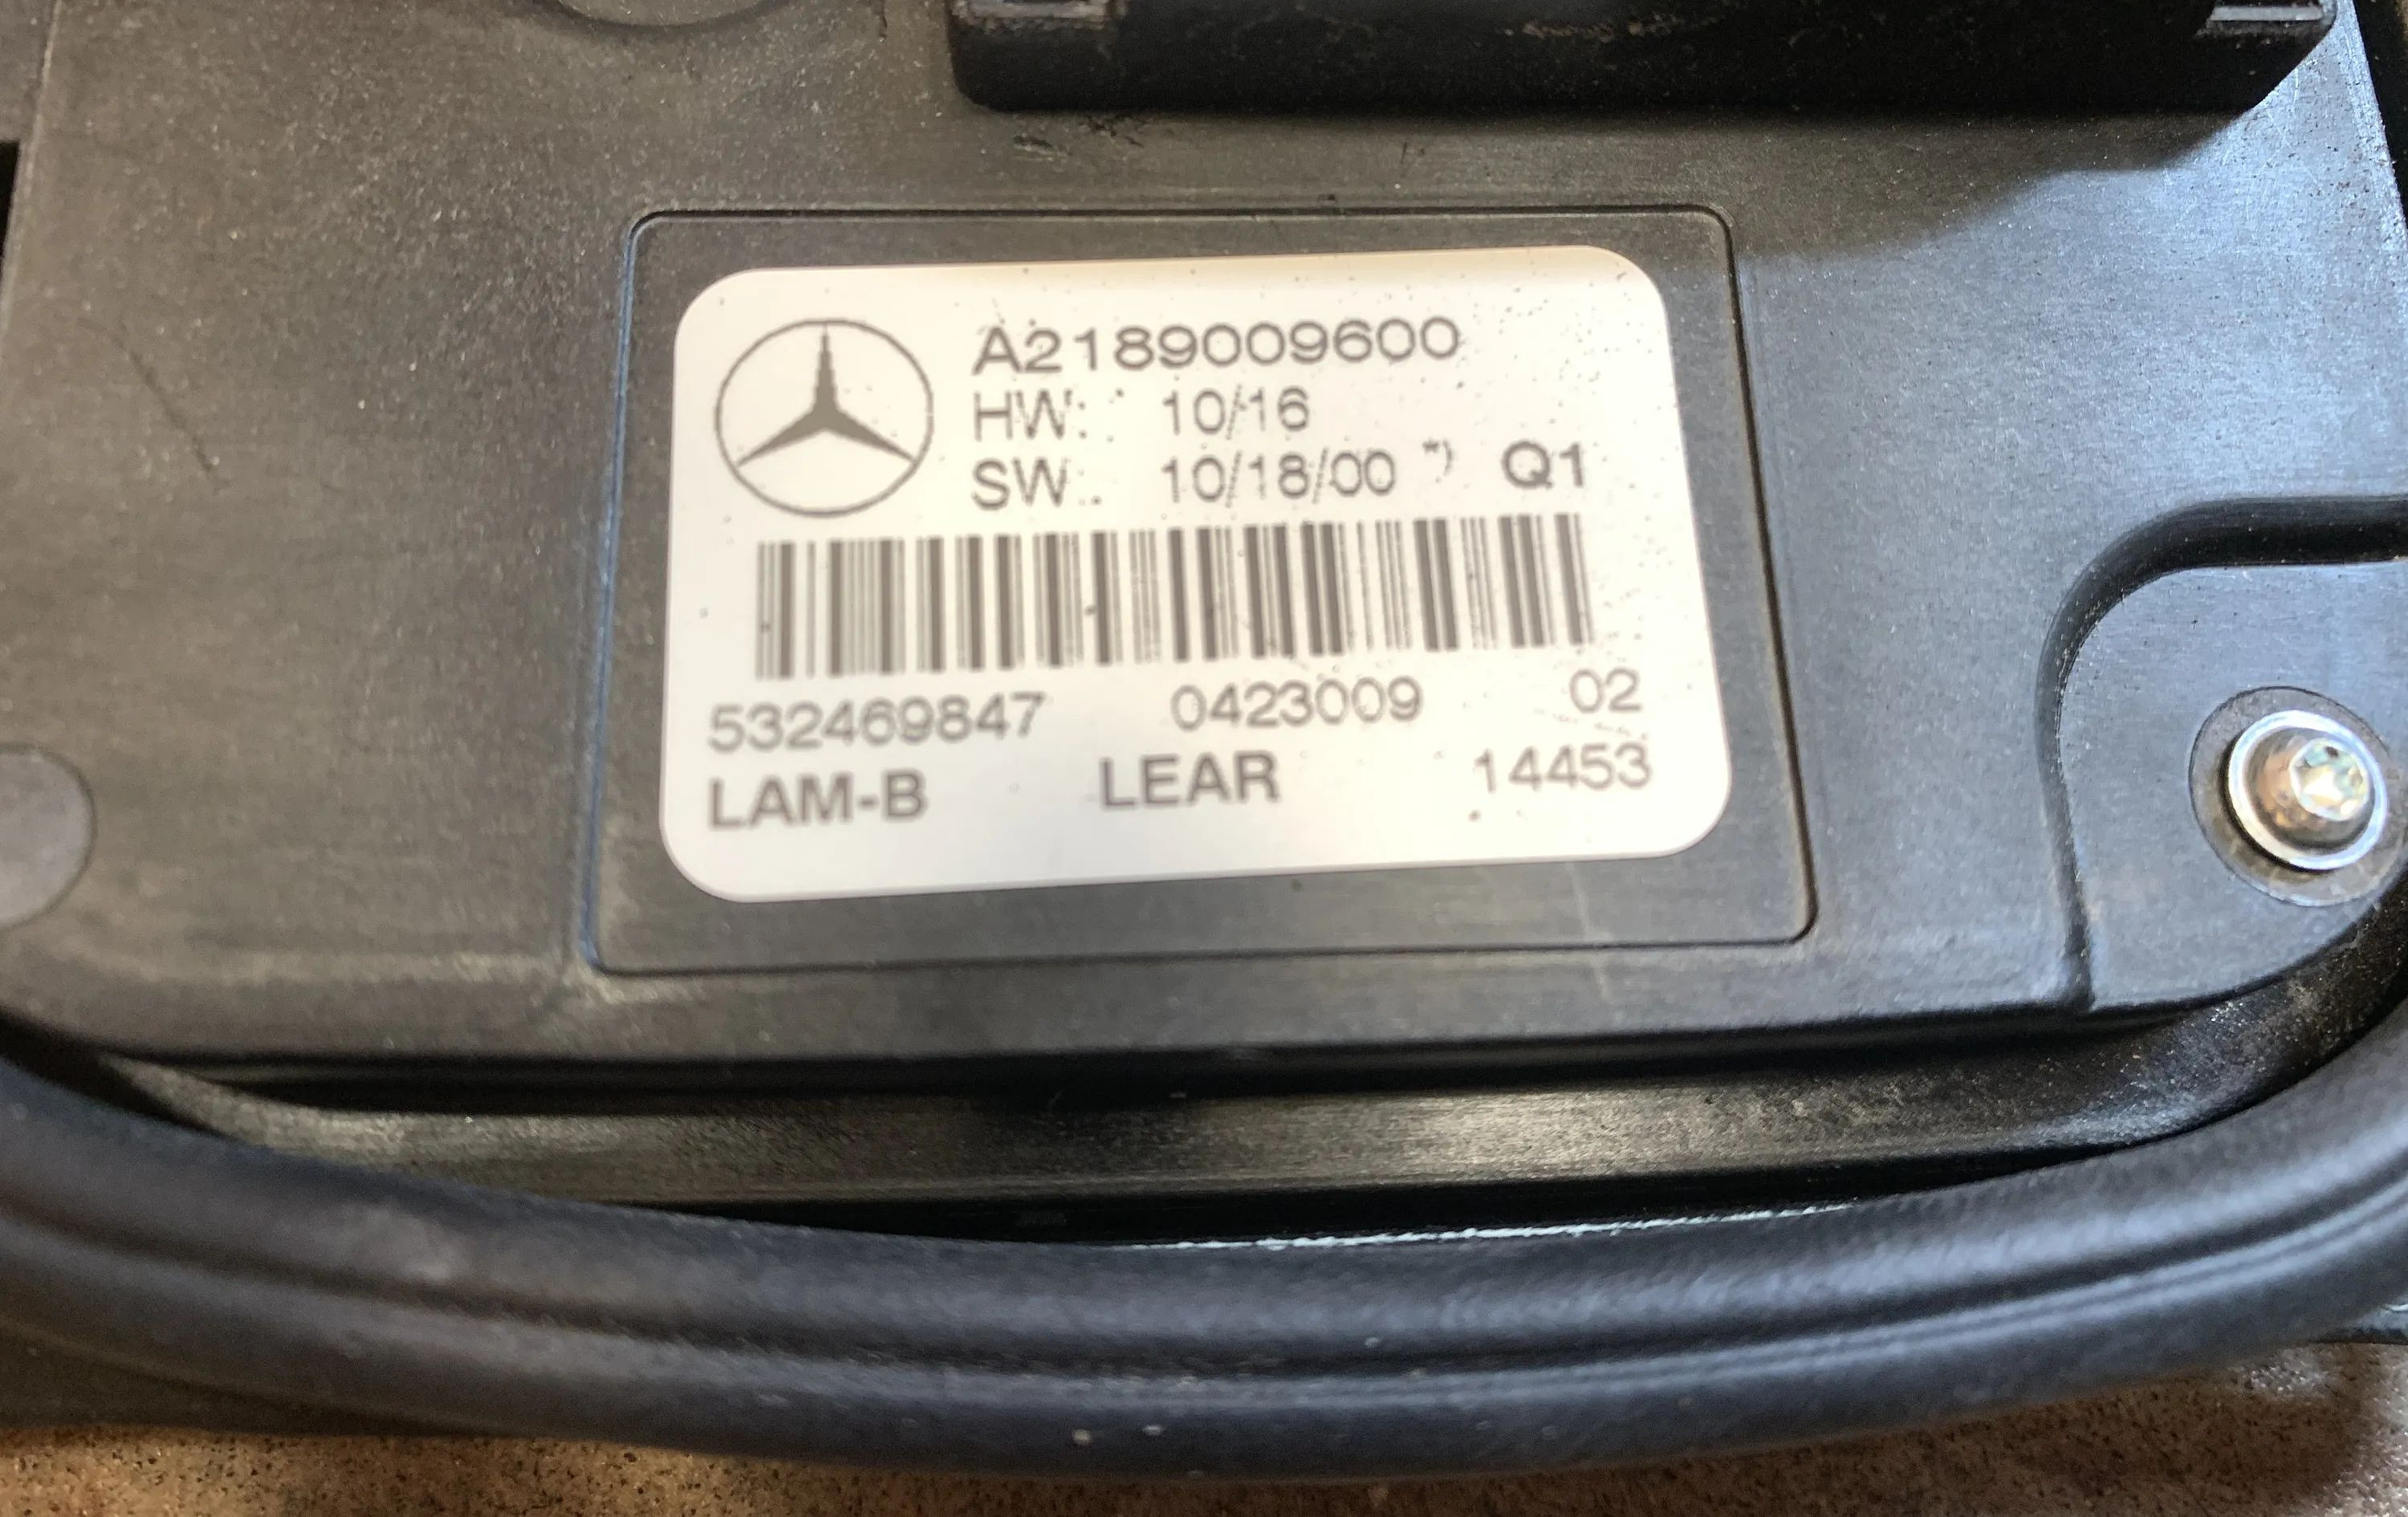 A2189009600
HW: 10/16
SW: 10/18/00 *) Q1
532469847 0423009 02
LAM-B LEAR 14453